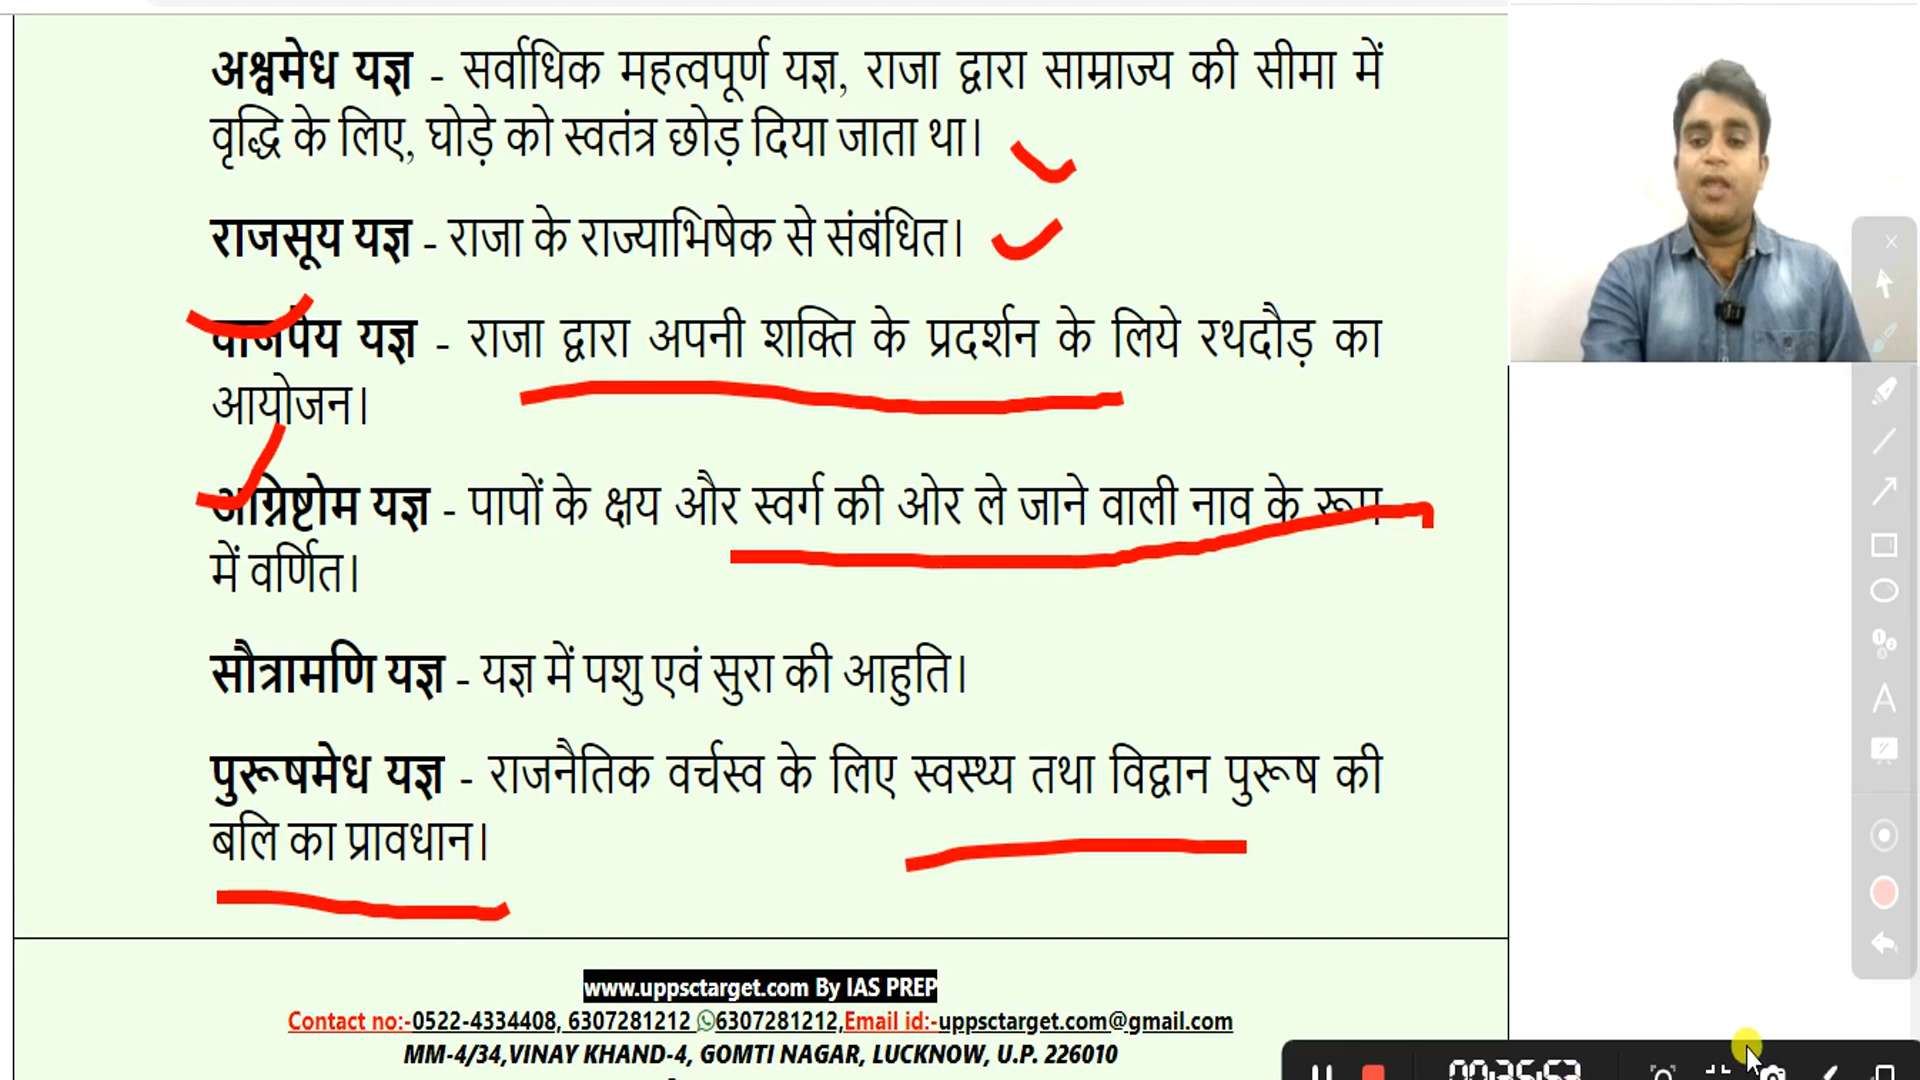 अश्वमेध यज्ञ - सर्वाधिक महत्वपूर्ण यज्ञ, राजा द्वारा साम्राज्य की सीमा में
वृद्धि के लिए, घोड़े को स्वतंत्र छोड़ दिया जाता था।
राजसूय यज्ञ - राजा के राज्याभिषेक से संबंधित।
वाजपेय यज्ञ - राजा द्वारा अपनी शक्ति के प्रदर्शन के लिये रथदौड़ का
आयोजन।
अग्निष्टोम यज्ञ - पापों के क्षय और स्वर्ग की ओर ले जाने वाली नाव के रूप
में वर्णित।
सौत्रामणि यज्ञ - यज्ञ में पशु एवं सुरा की आहुति।
पुरूषमेध यज्ञ - राजनैतिक वर्चस्व के लिए स्वस्थ्य तथा विद्वान पुरूष की
बलि का प्रावधान।
www.uppsctarget.com By IAS PREP
Contact no:-0522-4334408, 6307281212 6307281212,Email id:-uppsctarget.com@gmail.com
MM-4/34,VINAY KHAND-4, GOMTI NAGAR, LUCKNOW, U.P. 226010